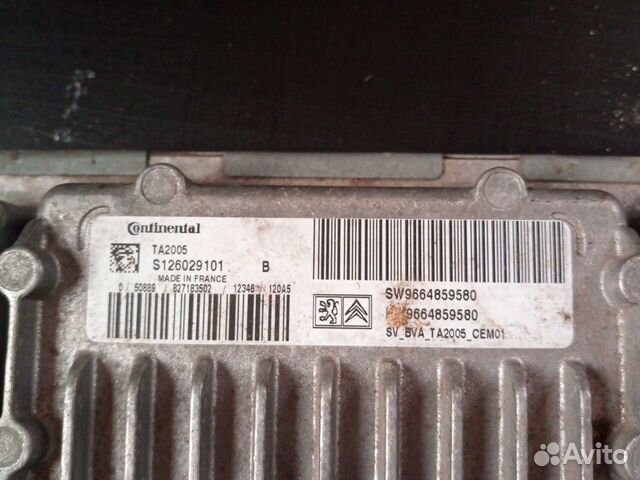 Continental
TA2005
S126029101 B
MADE IN FRANCE
0 / 50889 / 827183502 / 12348 / 120A5
SW9664859580
9664859580
SV_BVA_TA2005_CEM01
Avito